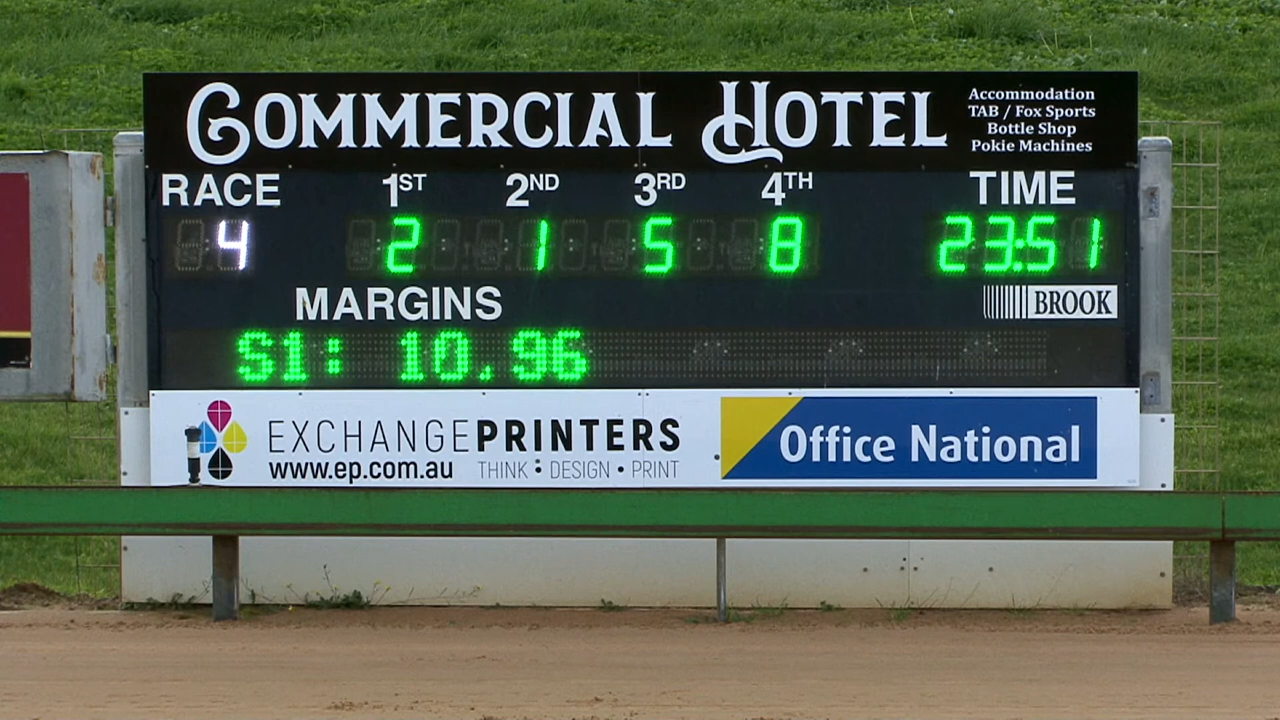 COMMERCIAL HOTEL
Accommodation
TAB / Fox Sports
Bottle Shop
Pokie Machines
RACE 1ST 2ND 3RD 4TH TIME
4 2 1 5 8 23:51
MARGINS
BROOK
S1: 10.96
EXCHANGEPRINTERS
www.ep.com.au THINK • DESIGN • PRINT
Office National